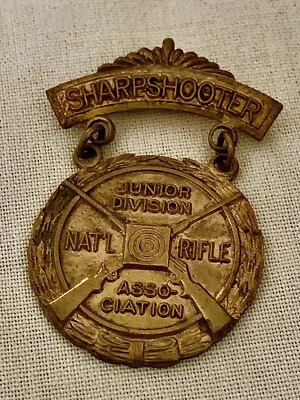 SHARPSHOOTER
JUNIOR
DIVISION
NAT'L RIFLE
ASSO-
CIATION